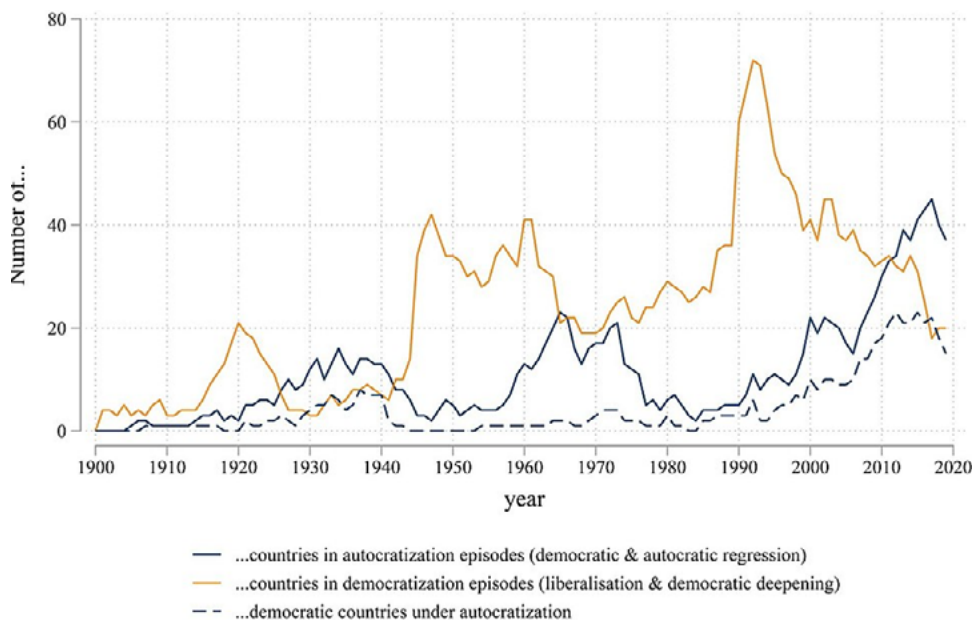 80
60
40
20
0
Number of...
1900 1910 1920 1930 1940 1950 1960 1970 1980 1990 2000 2010 2020
year
...countries in autocratization episodes (democratic & autocratic regression)
...countries in democratization episodes (liberalisation & democratic deepening)
...democratic countries under autocratization